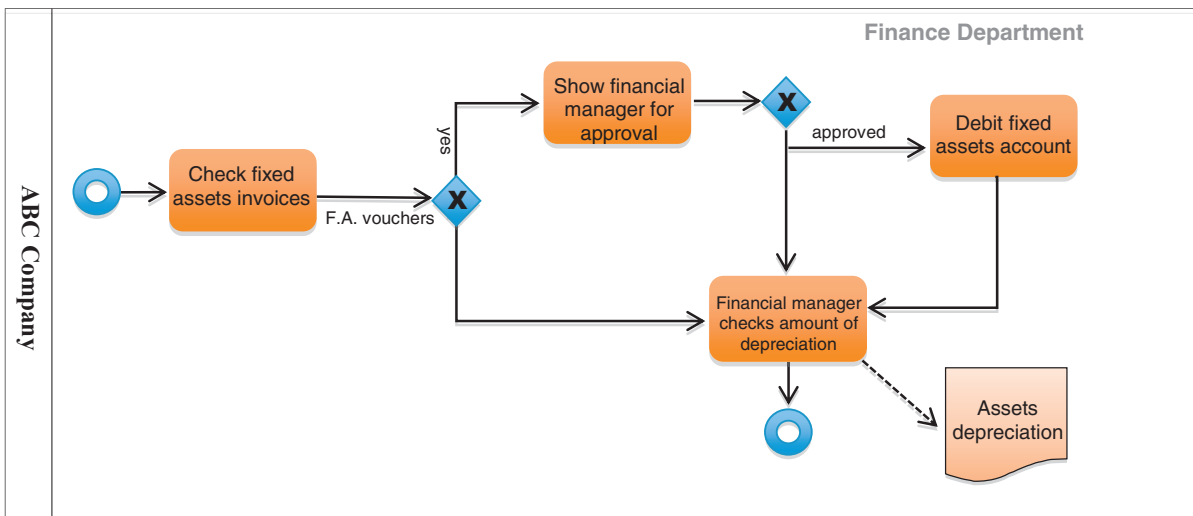 Finance Department
ABC Company
Check fixed
assets invoices
F.A. vouchers
X
yes
Show financial
manager for
approval
X
approved
Debit fixed
assets account
Financial manager
checks amount of
depreciation
Assets
depreciation